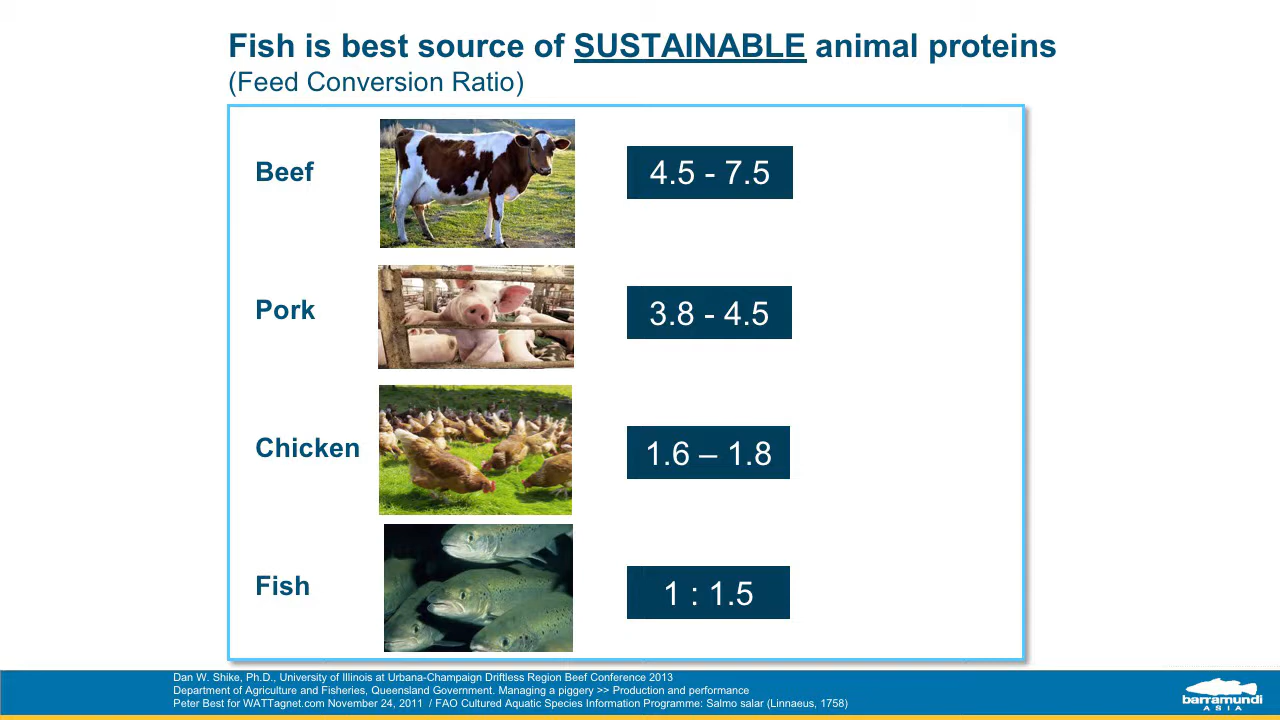 Fish is best source of SUSTAINABLE animal proteins
(Feed Conversion Ratio)
Beef
4.5 - 7.5
Pork
3.8 - 4.5
Chicken
1.6 – 1.8
Fish
1 : 1.5
Dan W. Shike, Ph.D., University of Illinois at Urbana-Champaign Driftless Region Beef Conference 2013
Department of Agriculture and Fisheries, Queensland Government. Managing a piggery >> Production and performance
Peter Best for WATTagnet.com November 24, 2011 / FAO Cultured Aquatic Species Information Programme: Salmo salar (Linnaeus, 1758)
barramundi
ASIA